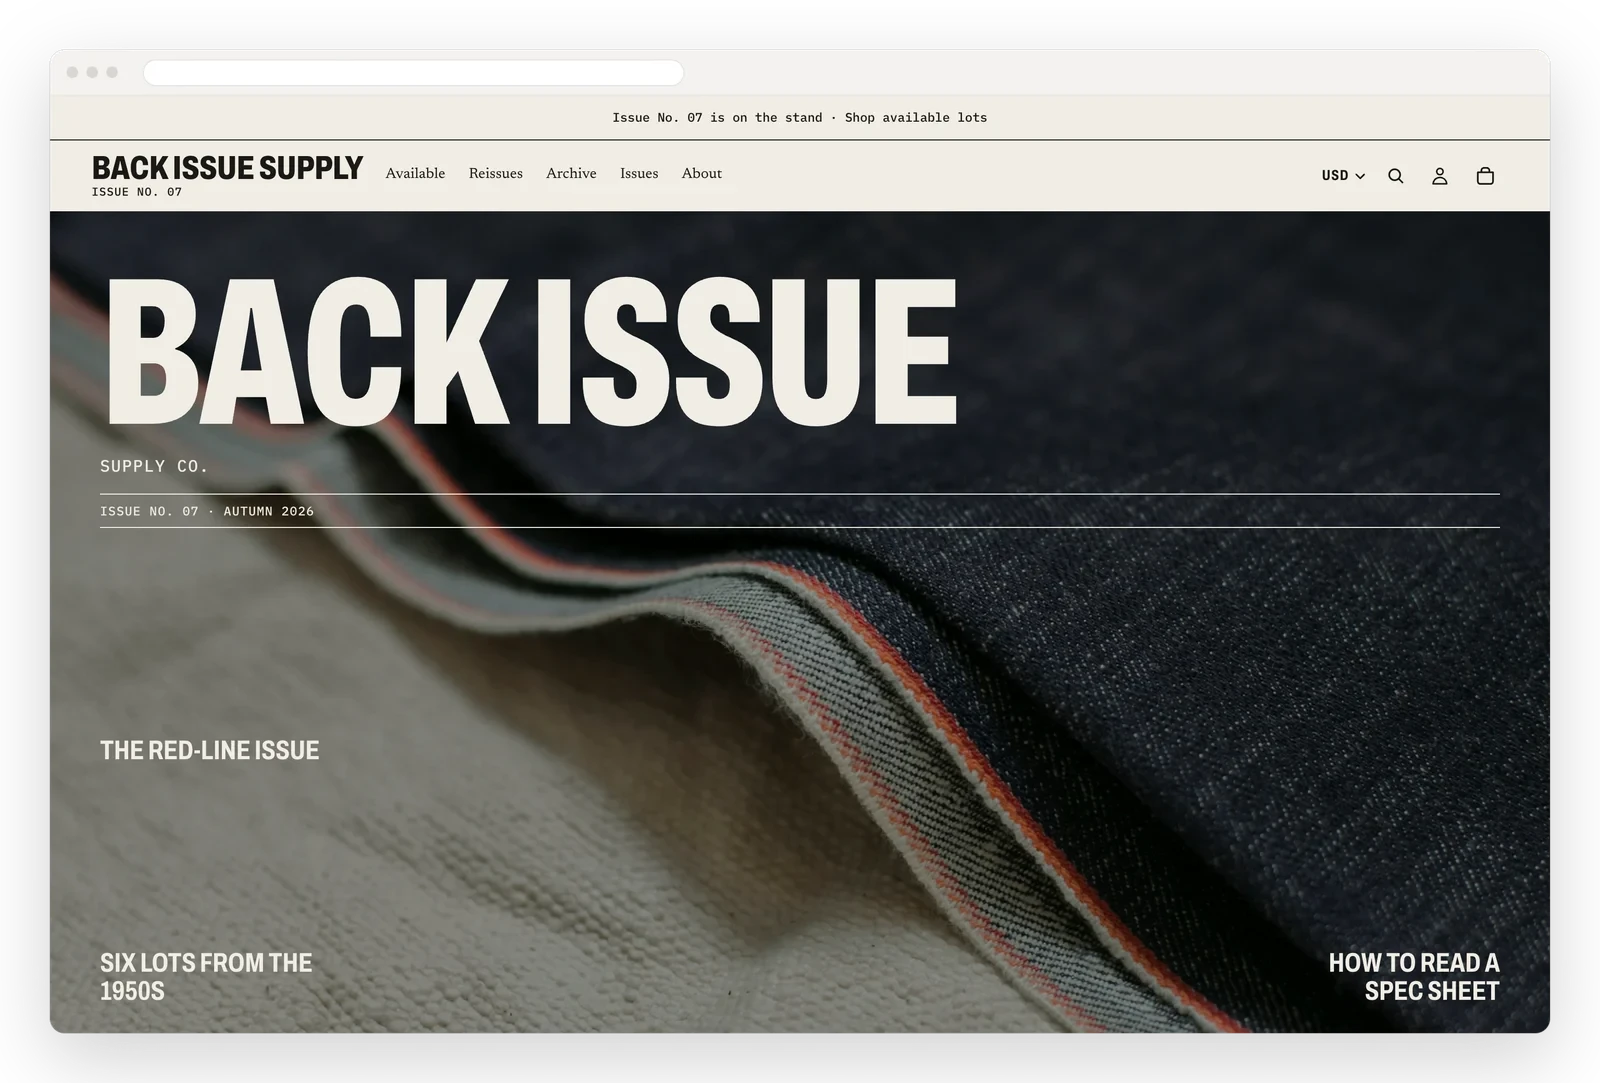 Issue No. 07 is on the stand · Shop available lots
BACK ISSUE SUPPLY
ISSUE NO. 07
Available
Reissues
Archive
Issues
About
USD
BACK ISSUE
SUPPLY CO.
ISSUE NO. 07 · AUTUMN 2026
THE RED-LINE ISSUE
SIX LOTS FROM THE
1950S
HOW TO READ A
SPEC SHEET